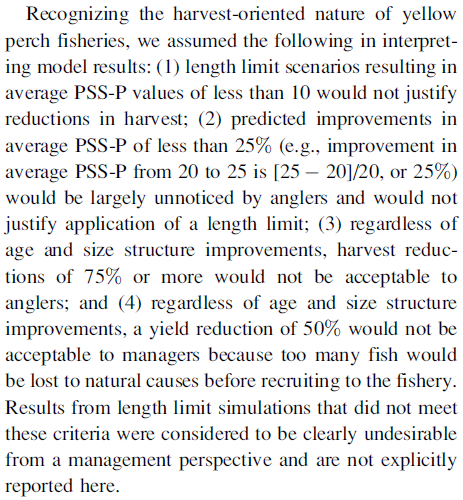 Recognizing the harvest-oriented nature of yellow
perch fisheries, we assumed the following in interpret-
ing model results: (1) length limit scenarios resulting in
average PSS-P values of less than 10 would not justify
reductions in harvest; (2) predicted improvements in
average PSS-P of less than 25% (e.g., improvement in
average PSS-P from 20 to 25 is [25 − 20]/20, or 25%)
would be largely unnoticed by anglers and would not
justify application of a length limit; (3) regardless of
age and size structure improvements, harvest reduc-
tions of 75% or more would not be acceptable to
anglers; and (4) regardless of age and size structure
improvements, a yield reduction of 50% would not be
acceptable to managers because too many fish would
be lost to natural causes before recruiting to the fishery.
Results from length limit simulations that did not meet
these criteria were considered to be clearly undesirable
from a management perspective and are not explicitly
reported here.